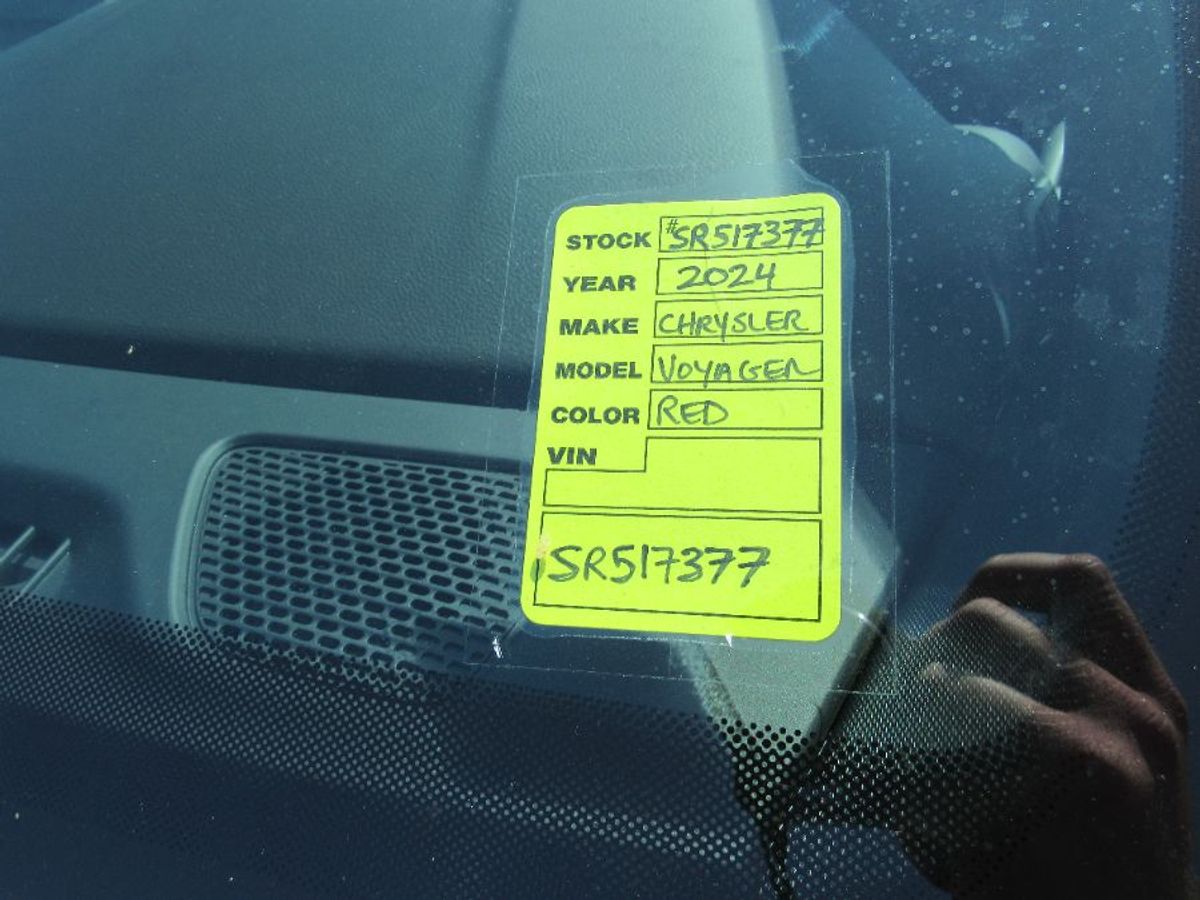 STOCK #SR517377
YEAR 2024
MAKE CHRYSLER
MODEL VOYAGER
COLOR RED
VIN
SR517377